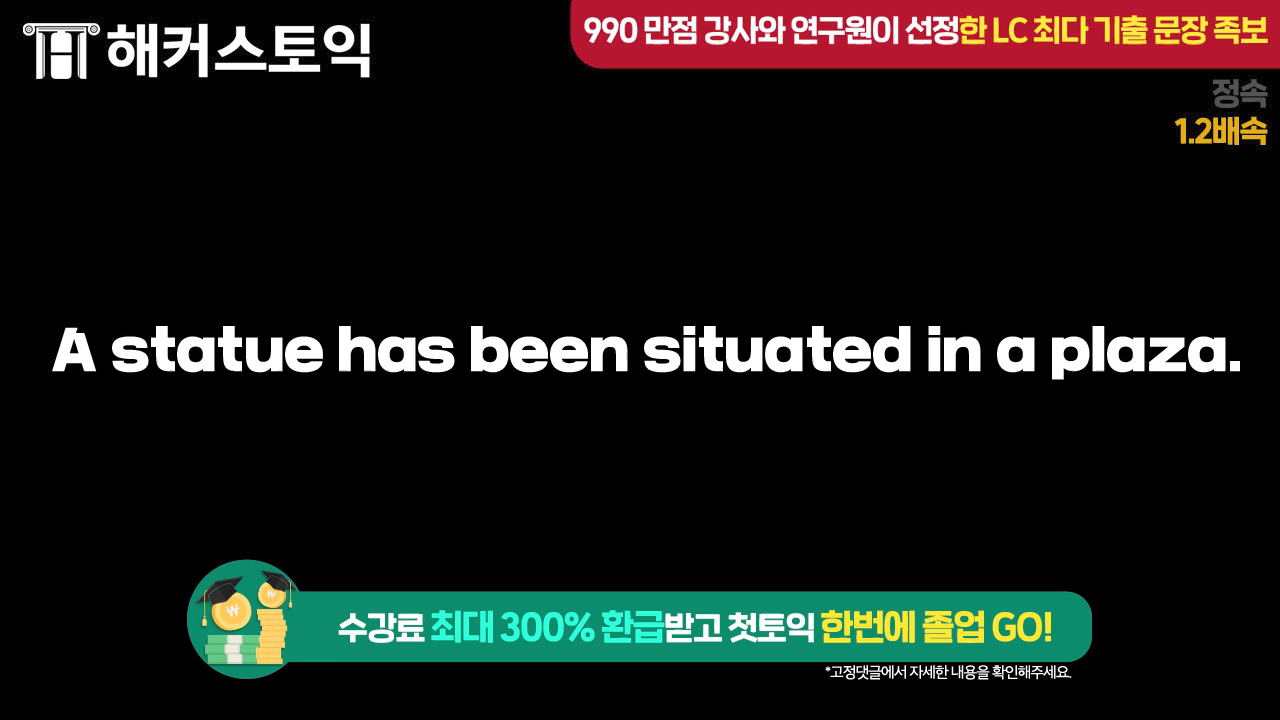 해커스토익
990 만점 강사와 연구원이 선정한 LC 최다 기출 문장 족보
정속
1.2배속
A statue has been situated in a plaza.
수강료 최대 300% 환급받고 첫토익 한번에 졸업 GO!
*고정댓글에서 자세한 내용을 확인해주세요.